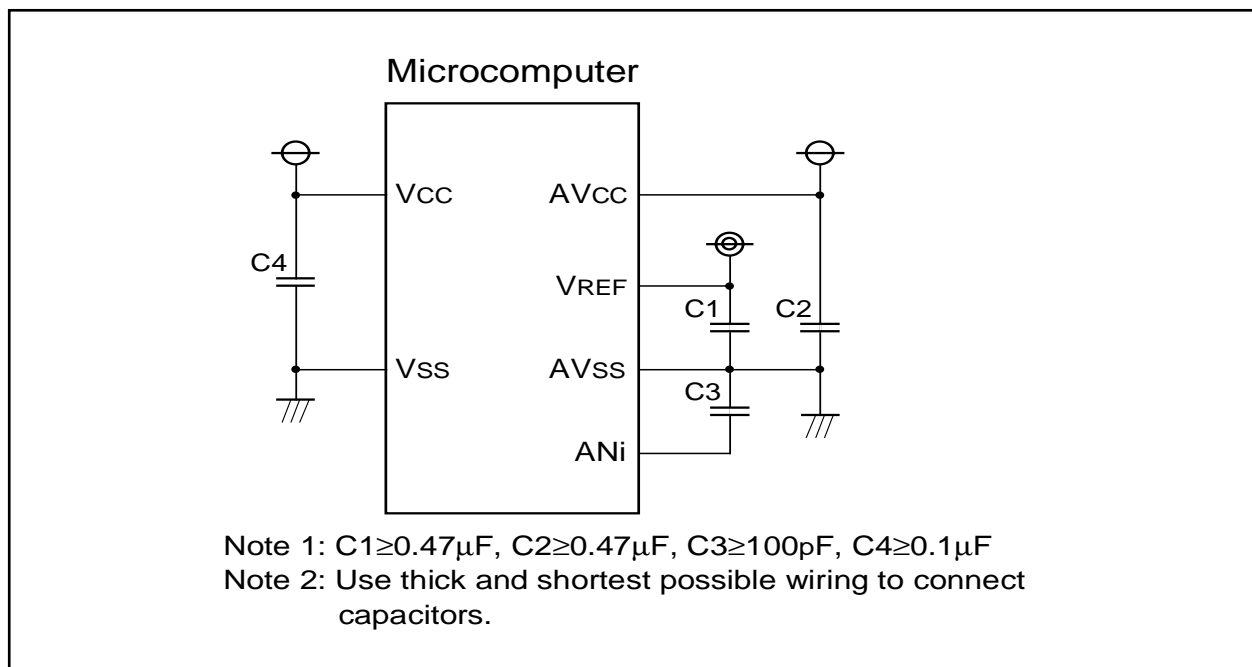 Microcomputer
VCC
AVCC
C4
VREF
C1
C2
VSS
AVSS
C3
ANi
Note 1: C1≥0.47μF, C2≥0.47μF, C3≥100pF, C4≥0.1μF
Note 2: Use thick and shortest possible wiring to connect
capacitors.